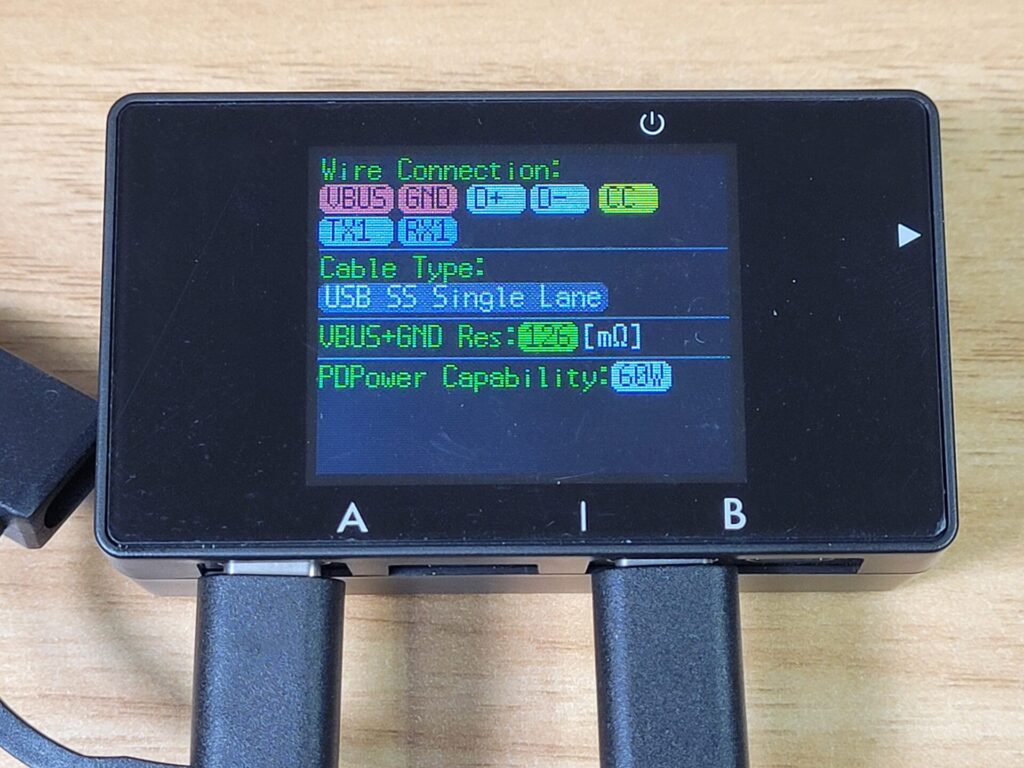 Wire Connection:
VBUS GND D+ D- CC
TX1 RX1
Cable Type:
USB SS Single Lane
VBUS+GND Res:126[mΩ]
PDPower Capability:60W
A | B